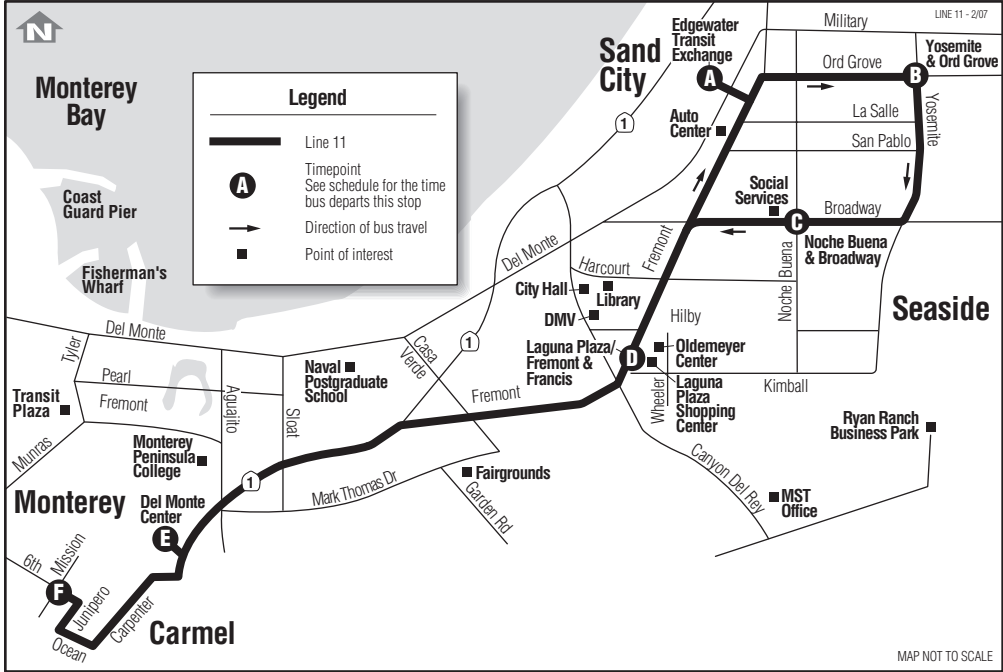 N
LINE 11 - 2/07
Military
Edgewater
Transit
Exchange
Sand
City
A
Ord Grove
Yosemite
& Ord Grove
B
Monterey
Bay
Legend
Line 11
A
Timepoint
See schedule for the time
bus departs this stop
Direction of bus travel
Point of interest
1
Auto
Center
La Salle
San Pablo
Yosemite
Coast
Guard Pier
Social
Services
Broadway
C
Noche Buena
& Broadway
Fisherman's
Wharf
Del Monte
Fremont
Harcourt
City Hall
Library
DMV
Noche Buena
Seaside
Hilby
Del Monte
1
Casa
Verde
Laguna Plaza/
Fremont &
Francis
D
Oldemeyer
Center
Tyler
Pearl
Fremont
Transit
Plaza
Munras
Aguajito
Sloat
Naval
Postgraduate
School
Fremont
Wheeler
Laguna
Plaza
Shopping
Center
Kimball
Ryan Ranch
Business Park
Monterey
Peninsula
College
1
Mark Thomas Dr
Fairgrounds
Garden Rd
Canyon Del Rey
MST
Office
Monterey
Del Monte
Center
E
6th
Mission
F
Junipero
Carpenter
Ocean
Carmel
MAP NOT TO SCALE